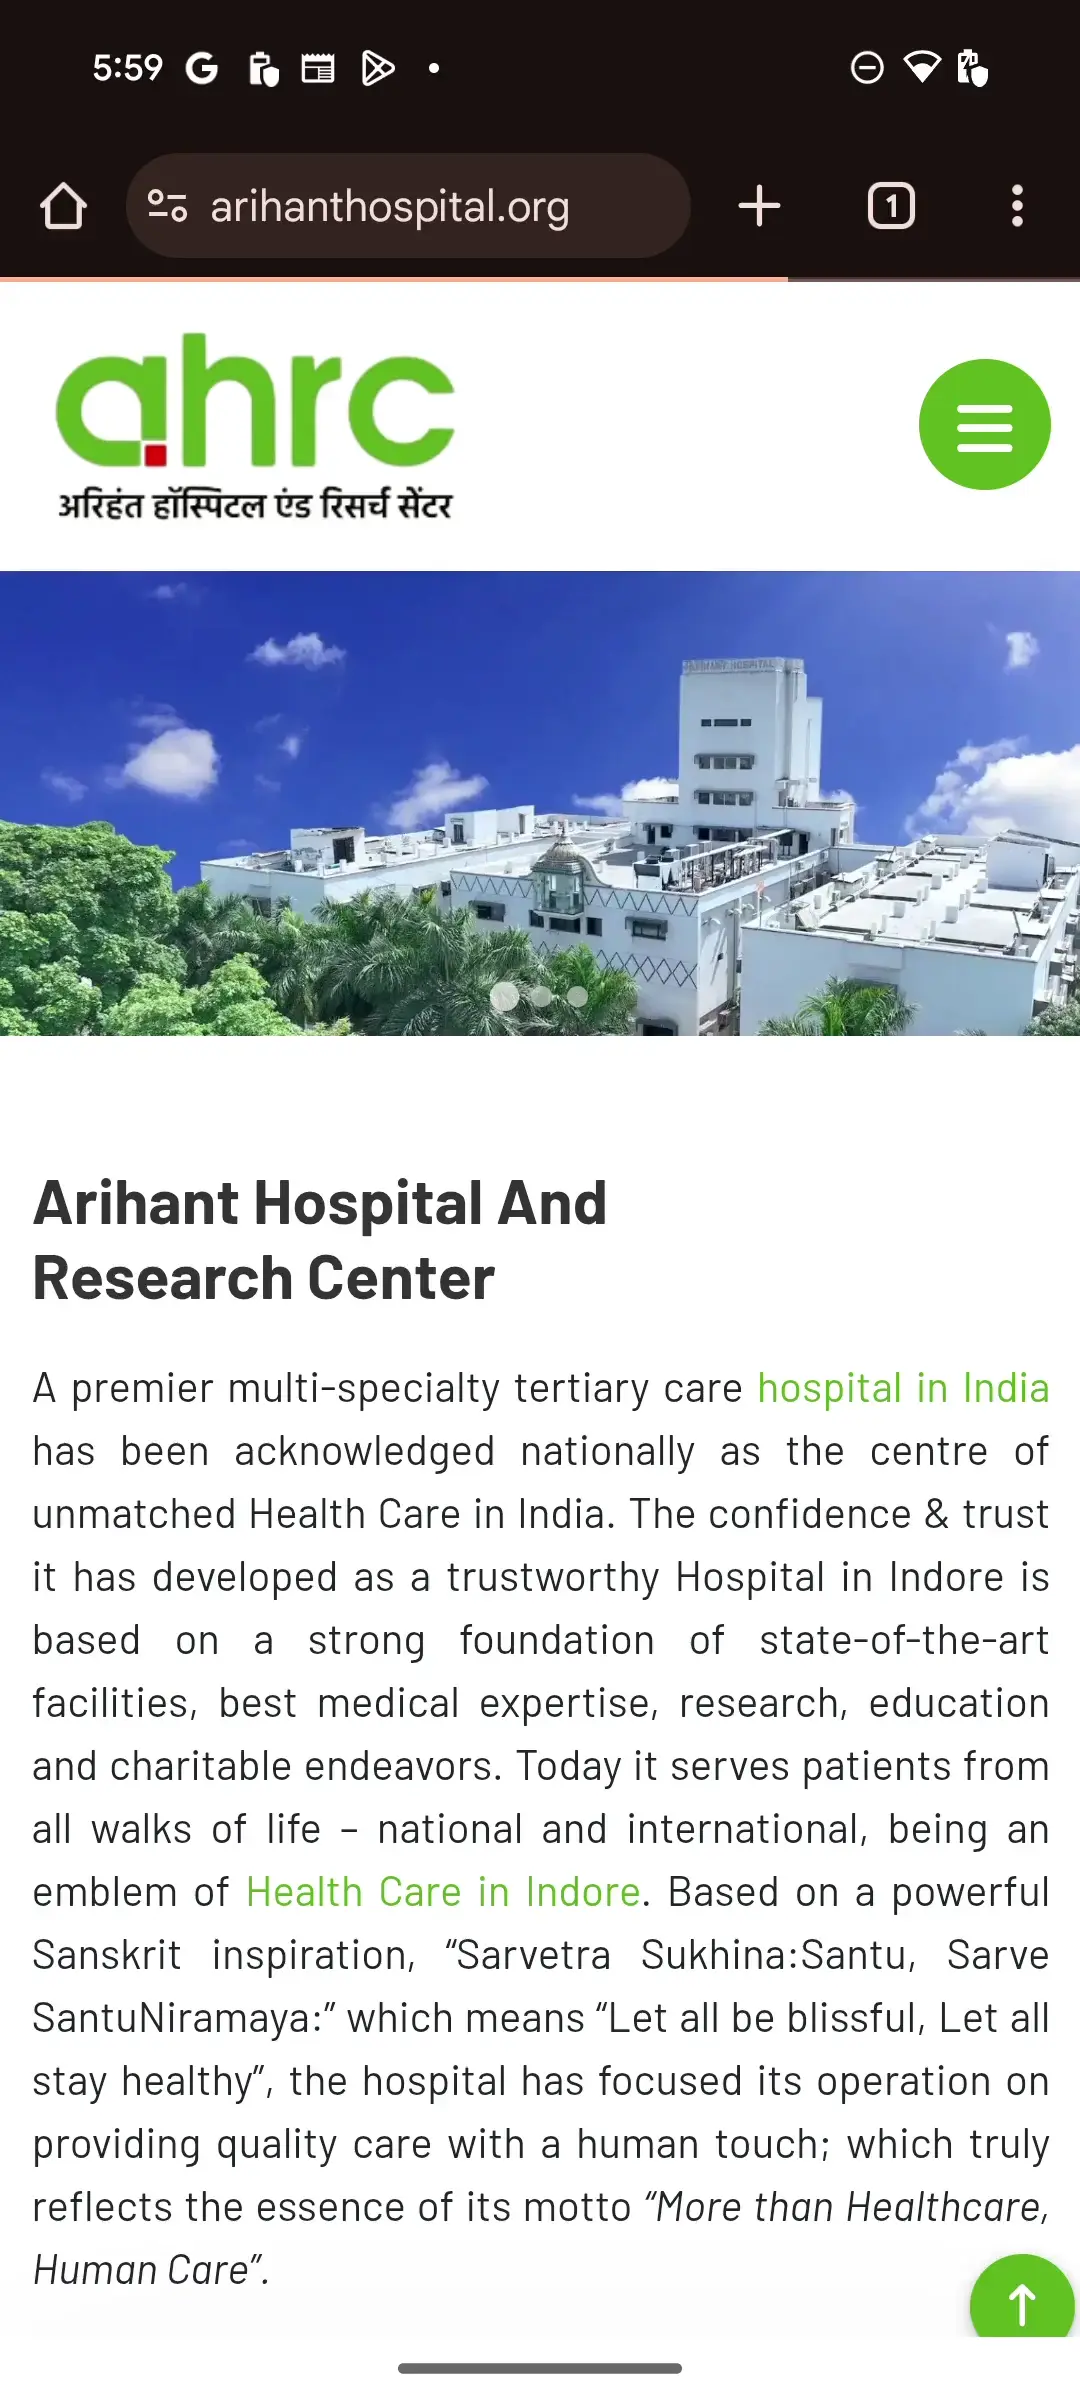 5:59
arihanthospital.org
1
ahrc
अरिहंत हॉस्पिटल एंड रिसर्च सेंटर
ARIHANT HOSPITAL
Arihant Hospital And
Research Center
A premier multi-specialty tertiary care hospital in India
has been acknowledged nationally as the centre of
unmatched Health Care in India. The confidence & trust
it has developed as a trustworthy Hospital in Indore is
based on a strong foundation of state-of-the-art
facilities, best medical expertise, research, education
and charitable endeavors. Today it serves patients from
all walks of life – national and international, being an
emblem of Health Care in Indore. Based on a powerful
Sanskrit inspiration, “Sarvetra Sukhina:Santu, Sarve
SantuNiramaya:” which means “Let all be blissful, Let all
stay healthy”, the hospital has focused its operation on
providing quality care with a human touch; which truly
reflects the essence of its motto “More than Healthcare,
Human Care”.